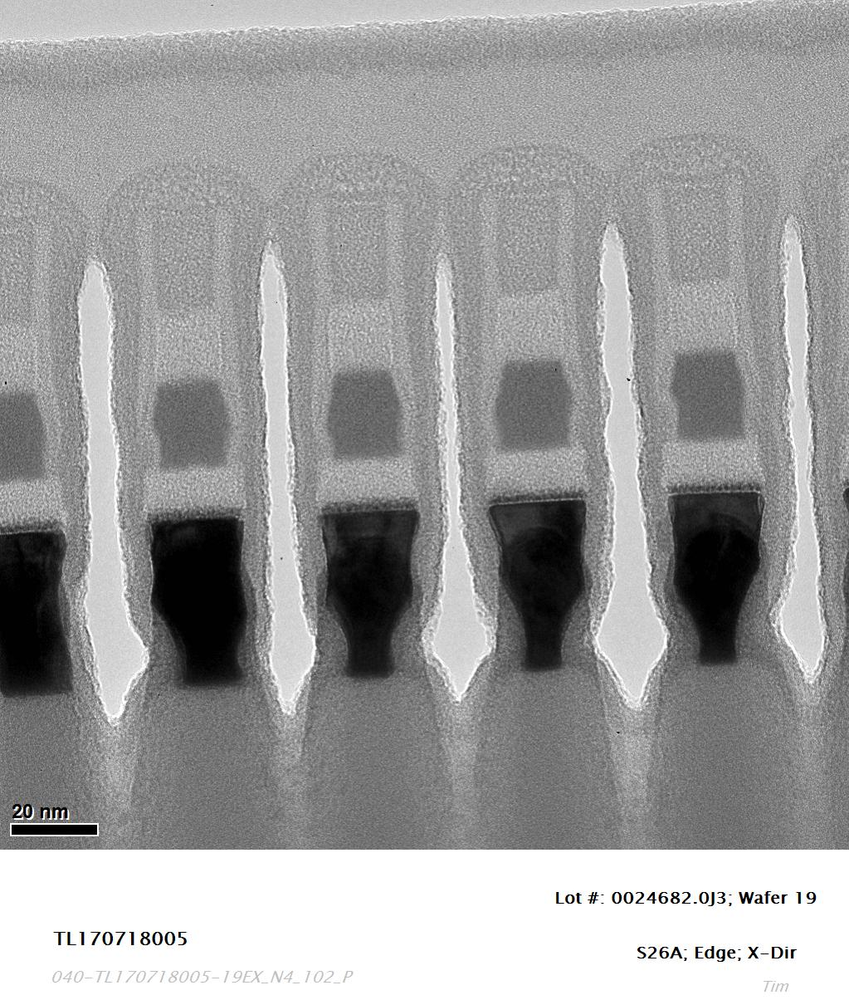 20 nm
Lot #: 0024682.0J3; Wafer 19
TL170718005
S26A; Edge; X-Dir
040-TL170718005-19EX_N4_102_P
Tim